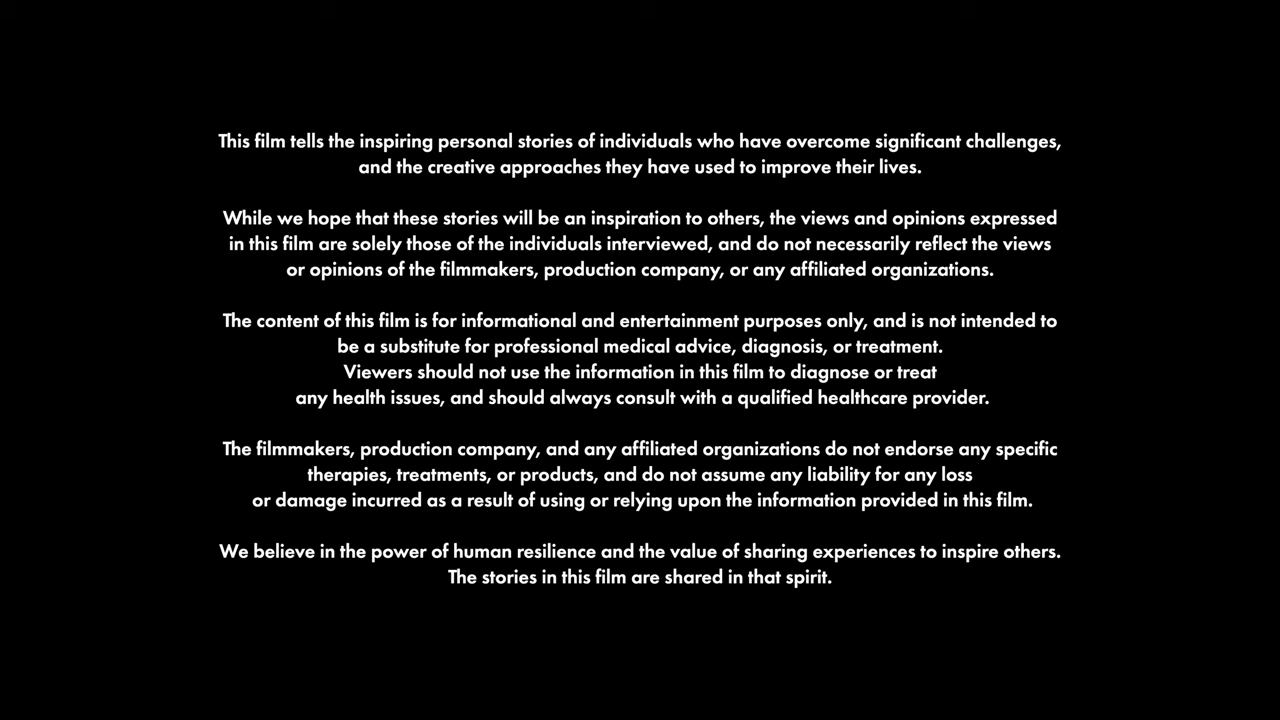 This film tells the inspiring personal stories of individuals who have overcome significant challenges,
and the creative approaches they have used to improve their lives.
While we hope that these stories will be an inspiration to others, the views and opinions expressed
in this film are solely those of the individuals interviewed, and do not necessarily reflect the views
or opinions of the filmmakers, production company, or any affiliated organizations.
The content of this film is for informational and entertainment purposes only, and is not intended to
be a substitute for professional medical advice, diagnosis, or treatment.
Viewers should not use the information in this film to diagnose or treat
any health issues, and should always consult with a qualified healthcare provider.
The filmmakers, production company, and any affiliated organizations do not endorse any specific
therapies, treatments, or products, and do not assume any liability for any loss
or damage incurred as a result of using or relying upon the information provided in this film.
We believe in the power of human resilience and the value of sharing experiences to inspire others.
The stories in this film are shared in that spirit.